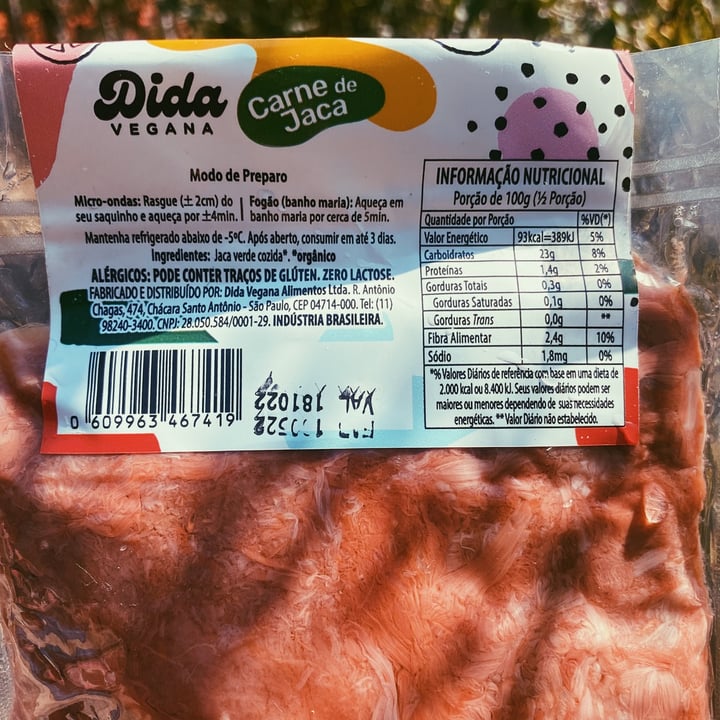 Dida
VEGANA
Carne de
Jaca
Modo de Preparo
Micro-ondas: Rasgue (± 2cm) do
seu saquinho e aqueça por ±4min.
Fogão (banho maria): Aqueça em
banho maria por cerca de 5min.
Mantenha refrigerado abaixo de -5ºC. Após aberto, consumir em até 3 dias.
Ingredientes: Jaca verde cozida*. *orgânico
ALÉRGICOS: PODE CONTER TRAÇOS DE GLÚTEN. ZERO LACTOSE.
FABRICADO E DISTRIBUÍDO POR: Dida Vegana Alimentos Ltda. R. Antônio
Chagas, 474, Chácara Santo Antônio - São Paulo, CEP 04714-000. Tel: (11)
98240-3400. CNPJ: 28.050.584/0001-29. INDÚSTRIA BRASILEIRA.
0 609963 467419
VAL 181022
INFORMAÇÃO NUTRICIONAL
Porção de 100g (½ Porção)
Quantidade por Porção %VD(*)
Valor Energético 93kcal=389kJ 5%
Carboidratos 23g 8%
Proteínas 1,4g 2%
Gorduras Totais 0,3g 0%
Gorduras Saturadas 0,1g 0%
Gorduras Trans 0,0g **
Fibra Alimentar 2,4g 10%
Sódio 1,8mg 0%
*% Valores Diários de referência com base em uma dieta de
2.000 kcal ou 8.400 kJ. Seus valores diários podem ser
maiores ou menores dependendo de suas necessidades
energéticas. ** Valor Diário não estabelecido.